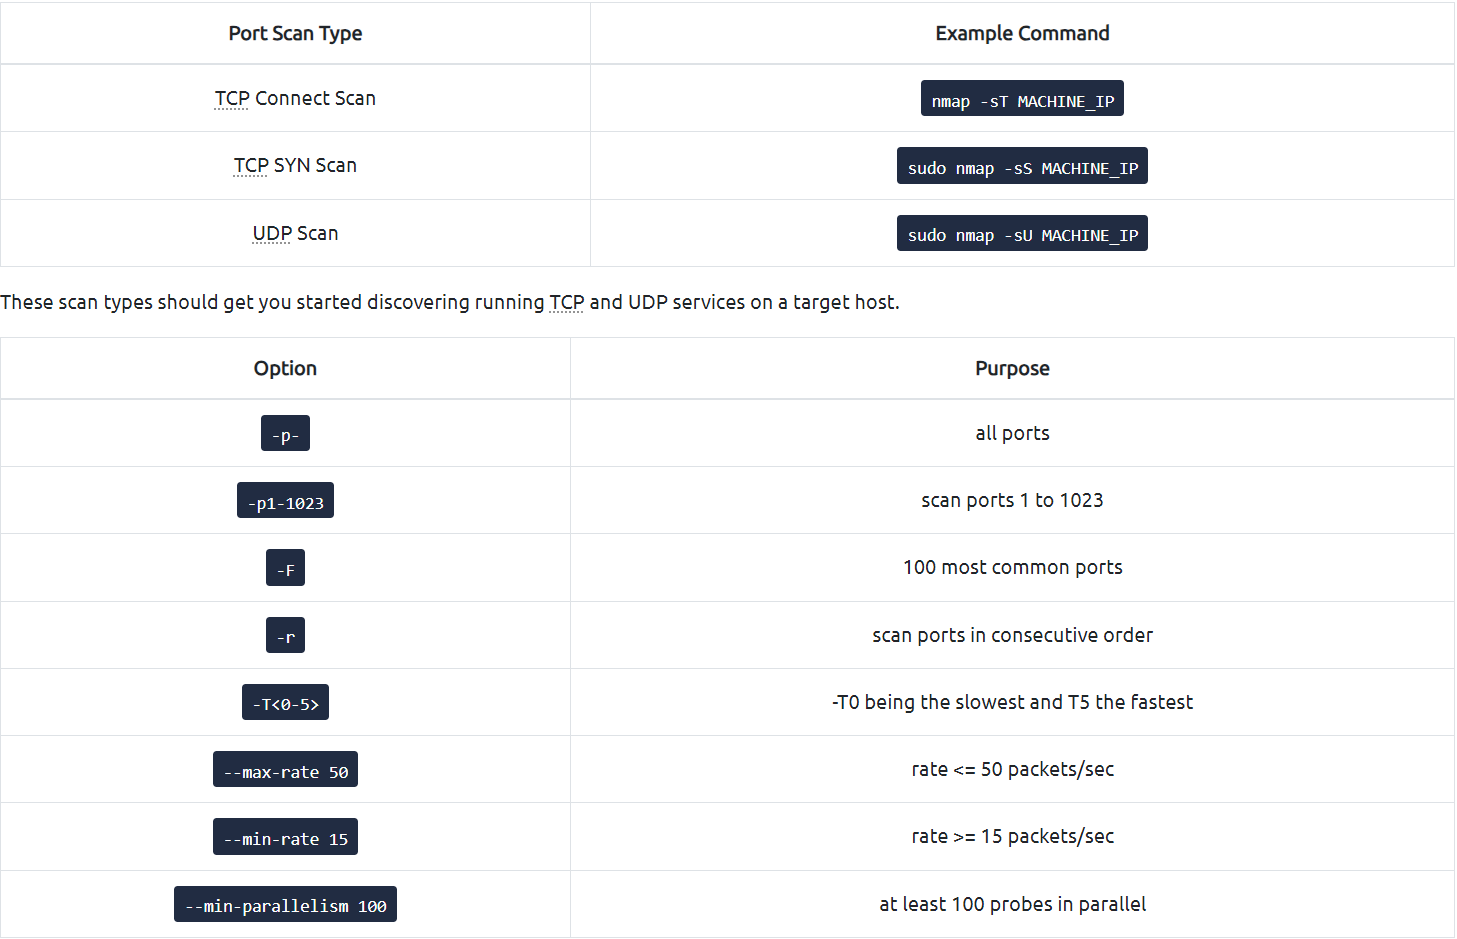 Port Scan Type Example Command
TCP Connect Scan nmap -sT MACHINE_IP
TCP SYN Scan sudo nmap -sS MACHINE_IP
UDP Scan sudo nmap -sU MACHINE_IP
These scan types should get you started discovering running TCP and UDP services on a target host.
Option Purpose
-p- all ports
-p1-1023 scan ports 1 to 1023
-F 100 most common ports
-r scan ports in consecutive order
-T<0-5> -T0 being the slowest and T5 the fastest
--max-rate 50 rate <= 50 packets/sec
--min-rate 15 rate >= 15 packets/sec
--min-parallelism 100 at least 100 probes in parallel